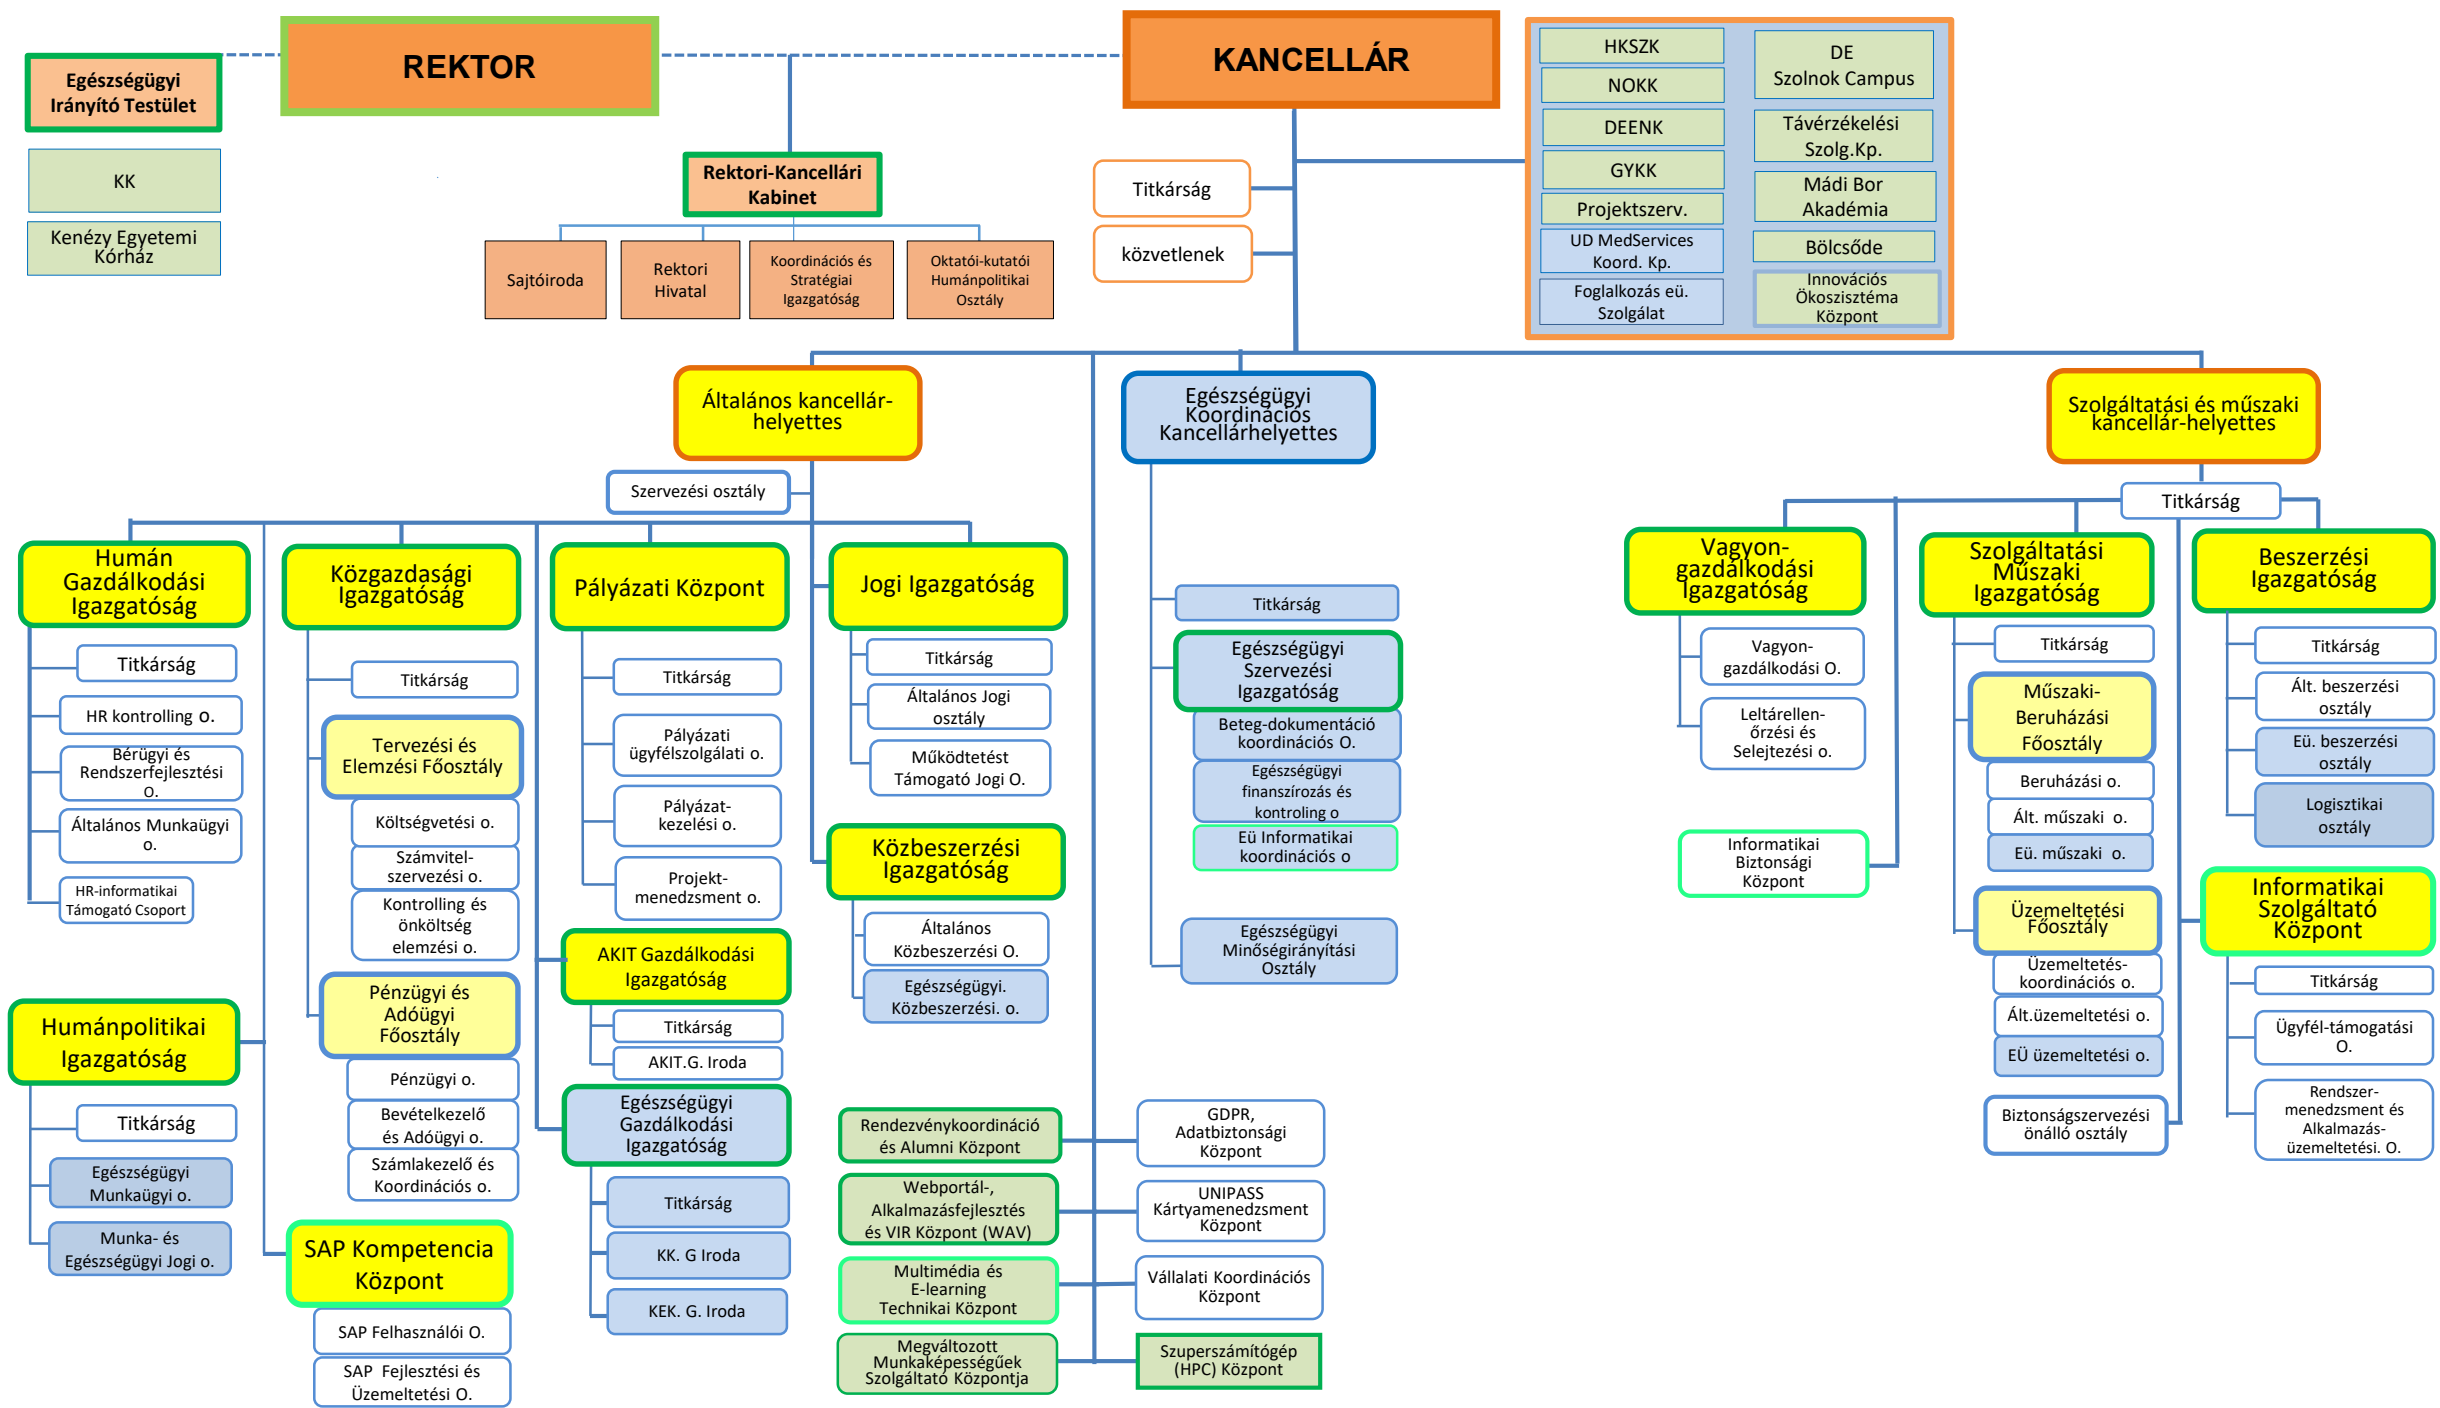 REKTOR
KANCELLÁR
Egészségügyi
Irányító Testület
KK
Kenézy Egyetemi
Kórház
Rektori-Kancellári
Kabinet
Sajtóiroda
Rektori
Hivatal
Koordinációs és
Stratégiai
Igazgatóság
Oktatói-kutatói
Humánpolitikai
Osztály
Titkárság
közvetlenek
HKSZK
NOKK
DEENK
GYKK
Projektszerv.
UD MedServices
Koord. Kp.
Foglalkozás eü.
Szolgálat
DE
Szolnok Campus
Távérzékelési
Szolg.Kp.
Mádi Bor
Akadémia
Bölcsőde
Innovációs
Ökoszisztéma
Központ
Általános kancellár-
helyettes
Egészségügyi
Koordinációs
Kancellárhelyettes
Szolgáltatási és műszaki
kancellár-helyettes
Szervezési osztály
Titkárság
Humán
Gazdálkodási
Igazgatóság
Titkárság
HR kontrolling o.
Bérügyi és
Rendszerfejlesztési
O.
Általános Munkaügyi
o.
HR-informatikai
Támogató Csoport
Humánpolitikai
Igazgatóság
Titkárság
Egészségügyi
Munkaügyi o.
Munka- és
Egészségügyi Jogi o.
Közgazdasági
Igazgatóság
Titkárság
Tervezési és
Elemzési Főosztály
Költségvetési o.
Számvitel-
szervezési o.
Kontrolling és
önköltség
elemzési o.
Pénzügyi és
Adóügyi
Főosztály
Pénzügyi o.
Bevételkezelő
és Adóügyi o.
Számlakezelő és
Koordinációs o.
SAP Kompetencia
Központ
SAP Felhasználói O.
SAP Fejlesztési és
Üzemeltetési O.
Pályázati Központ
Titkárság
Pályázati
ügyfélszolgálati o.
Pályázat-
kezelési o.
Projekt-
menedzsment o.
AKIT Gazdálkodási
Igazgatóság
Titkárság
AKIT.G. Iroda
Egészségügyi
Gazdálkodási
Igazgatóság
Titkárság
KK. G Iroda
KEK. G. Iroda
Jogi Igazgatóság
Titkárság
Általános Jogi
osztály
Működtetést
Támogató Jogi O.
Közbeszerzési
Igazgatóság
Általános
Közbeszerzési O.
Egészségügyi.
Közbeszerzési. o.
Rendezvénykoordináció
és Alumni Központ
Webportál-,
Alkalmazásfejlesztés
és VIR Központ (WAV)
Multimédia és
E-learning
Technikai Központ
Megváltozott
Munkaképességűek
Szolgáltató Központja
GDPR,
Adatbiztonsági
Központ
UNIPASS
Kártyamenedzsment
Központ
Vállalati Koordinációs
Központ
Szuperszámítógép
(HPC) Központ
Titkárság
Egészségügyi
Szervezési
Igazgatóság
Beteg-dokumentáció
koordinációs O.
Egészségügyi
finanszírozás és
kontroling o
Eü Informatikai
koordinációs o
Egészségügyi
Minőségirányítási
Osztály
Vagyon-
gazdálkodási
Igazgatóság
Vagyon-
gazdálkodási O.
Leltárellen-
őrzési és
Selejtezési o.
Informatikai
Biztonsági
Központ
Szolgáltatási
Műszaki
Igazgatóság
Titkárság
Műszaki-
Beruházási
Főosztály
Beruházási o.
Ált. műszaki o.
Eü. műszaki o.
Üzemeltetési
Főosztály
Üzemeltetés-
koordinációs o.
Ált.üzemeltetési o.
EÜ üzemeltetési o.
Biztonságszervezési
önálló osztály
Beszerzési
Igazgatóság
Titkárság
Ált. beszerzési
osztály
Eü. beszerzési
osztály
Logisztikai
osztály
Informatikai
Szolgáltató
Központ
Titkárság
Ügyfél-támogatási
O.
Rendszer-
menedzsment és
Alkalmazás-
üzemeltetési. O.